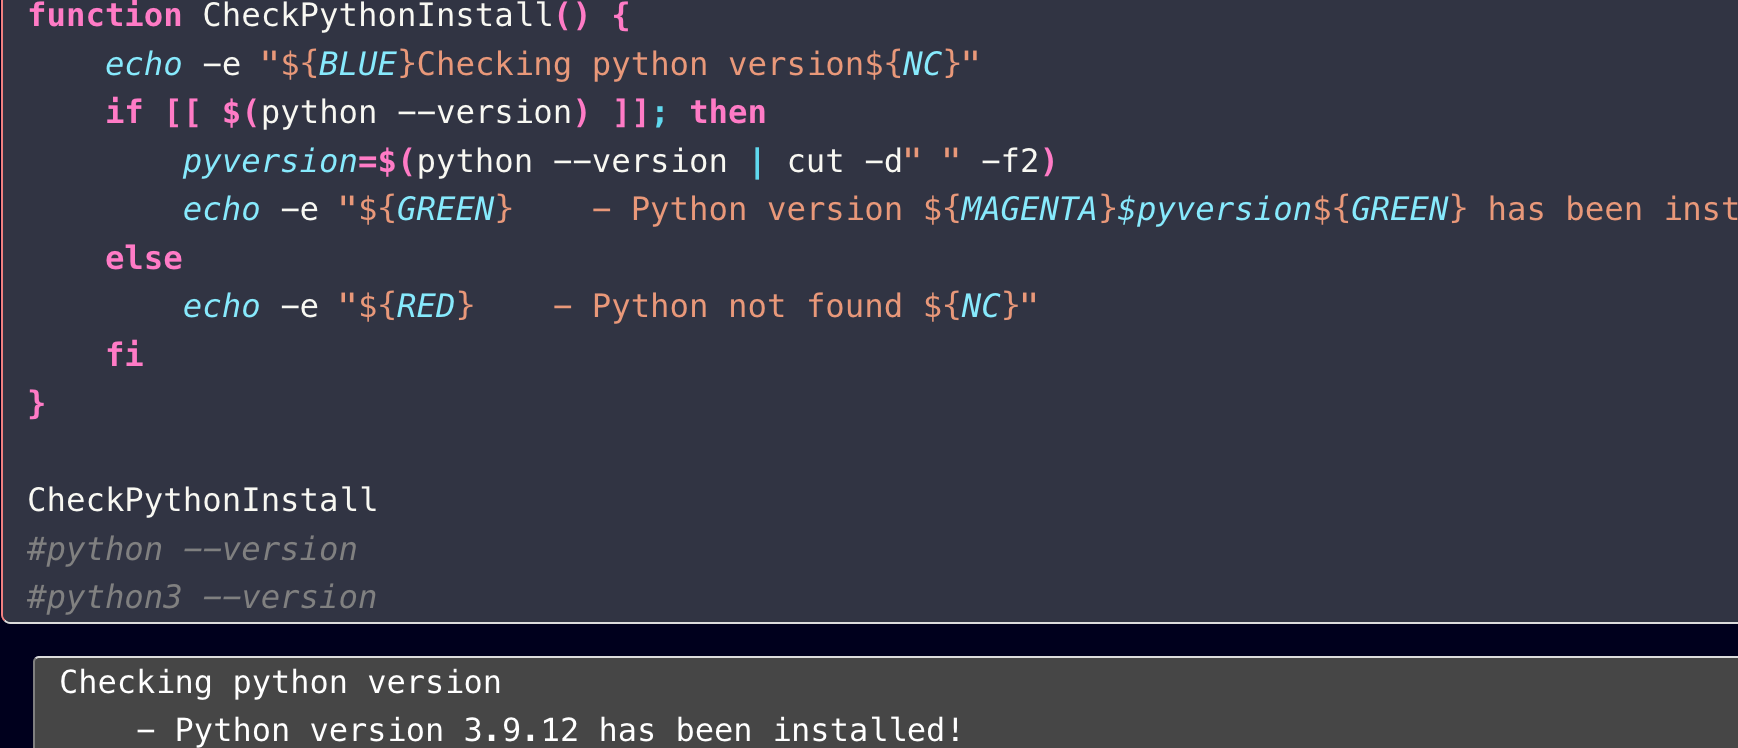 function CheckPythonInstall() {
    echo -e "${BLUE}Checking python version${NC}"
    if [[ $(python --version) ]]; then
        pyversion=$(python --version | cut -d" " -f2)
        echo -e "${GREEN}    - Python version ${MAGENTA}$pyversion${GREEN} has been inst
    else
        echo -e "${RED}    - Python not found ${NC}"
    fi
}
CheckPythonInstall
#python --version
#python3 --version
Checking python version
    - Python version 3.9.12 has been installed!